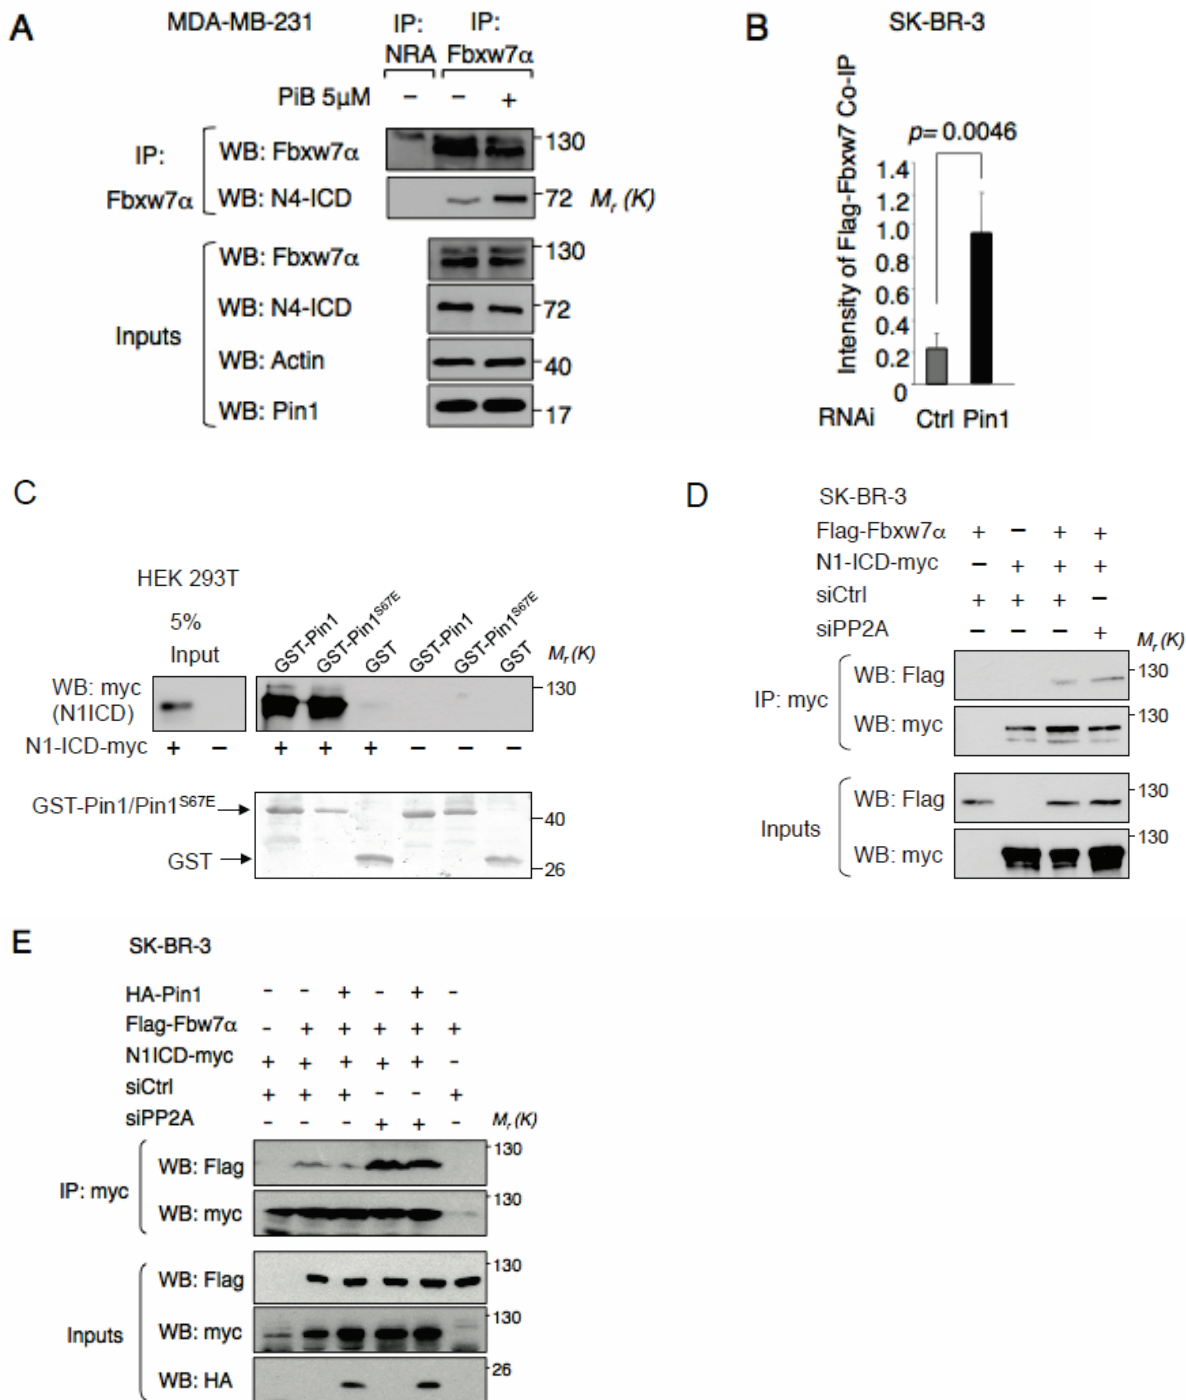 A
MDA-MB-231
IP:
NRA
IP:
Fbxw7α
PiB 5μM
− − +
IP:
Fbxw7α
WB: Fbxw7α
130
WB: N4-ICD
72
Mr (K)
Inputs
WB: Fbxw7α
130
WB: N4-ICD
72
WB: Actin
40
WB: Pin1
17
B
SK-BR-3
Intensity of Flag-Fbxw7 Co-IP
p= 0.0046
1.4
1.2
1.0
0.8
0.6
0.4
0.2
0
RNAi Ctrl Pin1
C
HEK 293T
5%
Input
GST-Pin1
GST-Pin1S67E
GST
GST-Pin1
GST-Pin1S67E
GST
Mr (K)
WB: myc
(N1ICD)
130
N1-ICD-myc + − + + + − − −
GST-Pin1/Pin1S67E
40
GST
26
D
SK-BR-3
Flag-Fbxw7α + − + +
N1-ICD-myc − + + +
siCtrl + + + −
siPP2A − − − +
Mr (K)
IP: myc
WB: Flag
130
WB: myc
130
Inputs
WB: Flag
130
WB: myc
130
E
SK-BR-3
HA-Pin1 - - + - + -
Flag-Fbw7α - + + + + +
N1ICD-myc + + + + + -
siCtrl + + + - - +
siPP2A - - - + + -
Mr (K)
IP: myc
WB: Flag
130
WB: myc
130
Inputs
WB: Flag
130
WB: myc
130
WB: HA
26